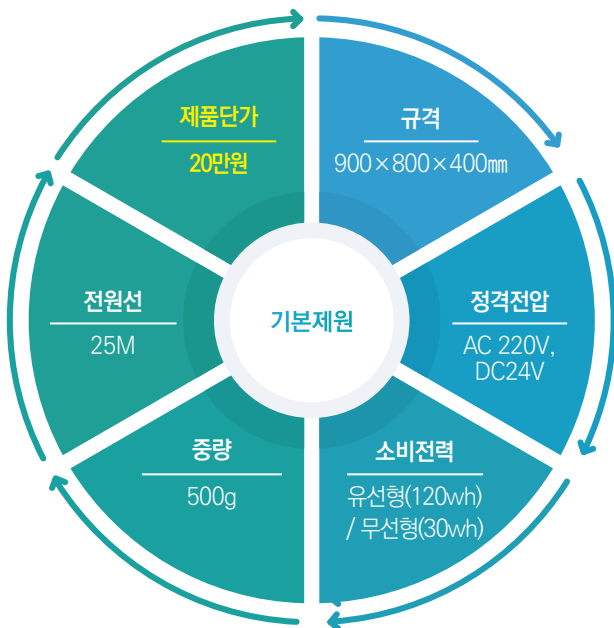 기본제원
규격
900×800×400㎜
정격전압
AC 220V,
DC24V
소비전력
유선형(120wh)
/ 무선형(30wh)
중량
500g
전원선
25M
제품단가
20만원